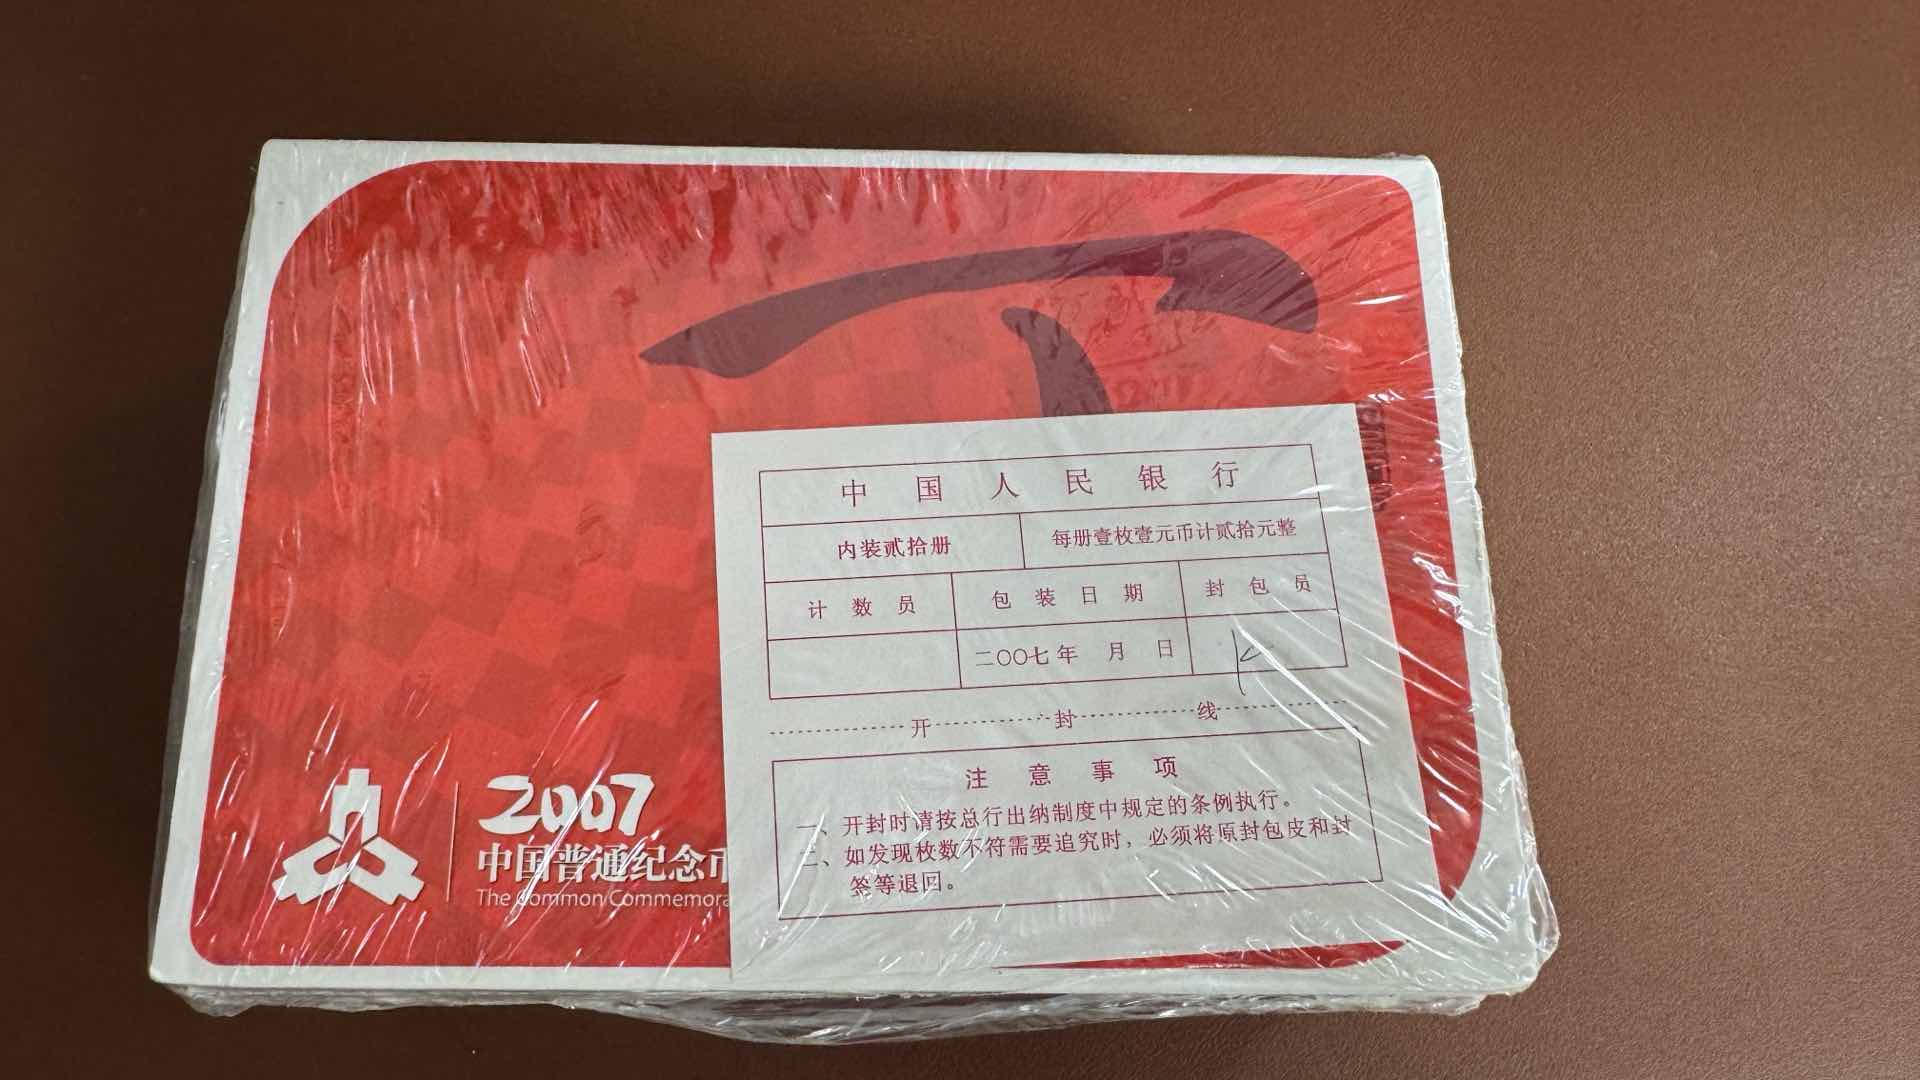 中国人民银行
内装贰拾册 每册壹枚壹元币计贰拾元整
计数员 包装日期 封包员
二〇〇七年 月 日
开 封 线
注意事项
一、开封时请按总行出纳制度中规定的条例执行。
二、如发现枚数不符需要追究时，必须将原封包皮和封
签等退回。
2007
中国普通纪念币
The Common Commemora